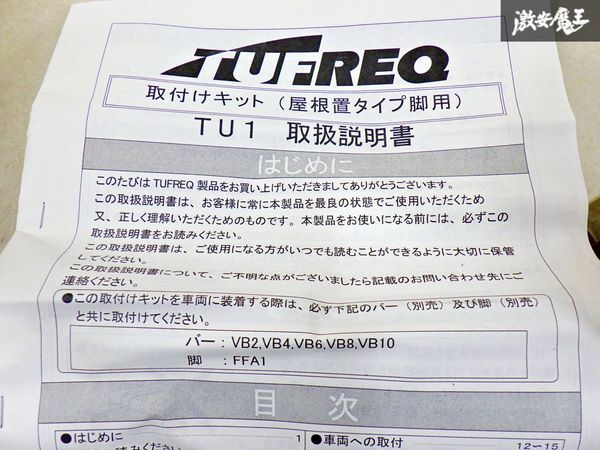 激安魔王
TUFREQ
取付けキット（屋根置タイプ脚用）
TU1 取扱説明書
はじめに
このたびは TUFREQ 製品をお買い上げいただきましてありがとうございます。
この取扱説明書は、お客様に常に本製品を最良の状態でご使用いただくため
又、正しく理解いただくためのものです。本製品をお使いになる前には、必ずこの
取扱説明書をお読みください。
この取扱説明書は、ご使用になる方がいつでも読むことができるように大切に保管
してください。
この取扱説明書について、ご不明な点がございましたら記載のお問い合わせ先にご
連絡ください。
●この取付けキットを車両に装着する際は、必ず下記のバー（別売）及び脚（別売）
と共に取付けてください。
バー：VB2,VB4,VB6,VB8,VB10
脚：FFA1
目 次
●はじめに 1
●車両への取付 12～15
読みください